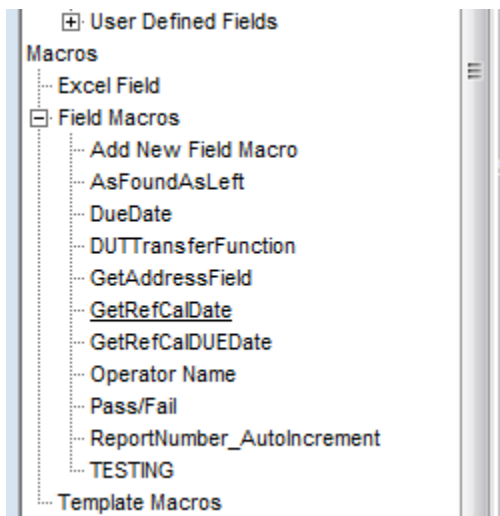 User Defined Fields
Macros
Excel Field
Field Macros
Add New Field Macro
AsFoundAsLeft
DueDate
DUTTransferFunction
GetAddressField
GetRefCalDate
GetRefCalDUEDate
Operator Name
Pass/Fail
ReportNumber_AutoIncrement
TESTING
Template Macros